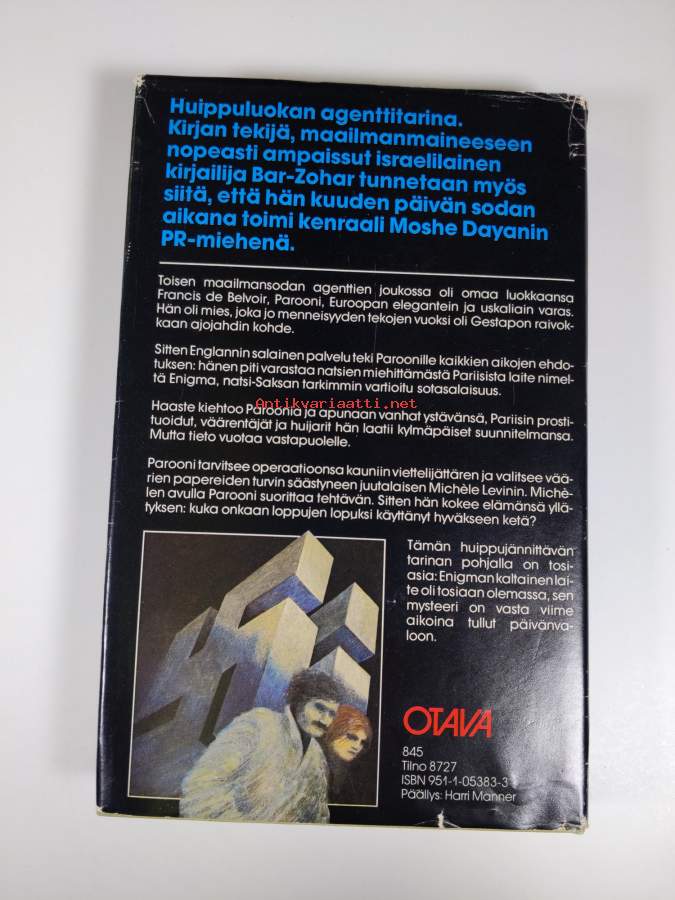 Huippuluokan agenttitarina.
Kirjan tekijä, maailmanmaineeseen
nopeasti ampaissut israelilainen
kirjailija Bar-Zohar tunnetaan myös
siitä, että hän kuuden päivän sodan
aikana toimi kenraali Moshe Dayanin
PR-miehenä.
Toisen maailmansodan agenttien joukossa oli omaa luokkaansa
Francis de Belvoir, Parooni, Euroopan elegantein ja uskaliain varas.
Hän oli mies, joka jo menneisyyden tekojen vuoksi oli Gestapon raivok-
kaan ajojahdin kohde.
Sitten Englannin salainen palvelu teki Paroonille kaikkien aikojen ehdo-
tuksen: hänen piti varastaa natsien miehittämästä Pariisista laite nimel-
tä Enigma, natsi-Saksan tarkimmin vartioitu sotasalaisuus.
Antikvariaatti.net
Haaste kiehtoo Paroonia ja apunaan vanhat ystävänsä, Pariisin prosti-
tuoidut, väärentäjät ja huijarit hän laatii kylmäpäiset suunnitelmansa.
Mutta tieto vuotaa vastapuolelle.
Parooni tarvitsee operaatioonsa kauniin viettelijättären ja valitsee vää-
rien papereiden turvin säästyneen juutalaisen Michèle Levinin. Michè-
len avulla Parooni suorittaa tehtävän. Sitten hän kokee elämänsä yllä-
tyksen: kuka onkaan loppujen lopuksi käyttänyt hyväkseen ketä?
Tämän huippujännittävän
tarinan pohjalla on tosi-
asia: Enigman kaltainen lai-
te oli tosiaan olemassa, sen
mysteeri on vasta viime
aikoina tullut päivänva-
loon.
OTAVA
845
Tilno 8727
ISBN 951-1-05383-3
Päällys: Harri Manner